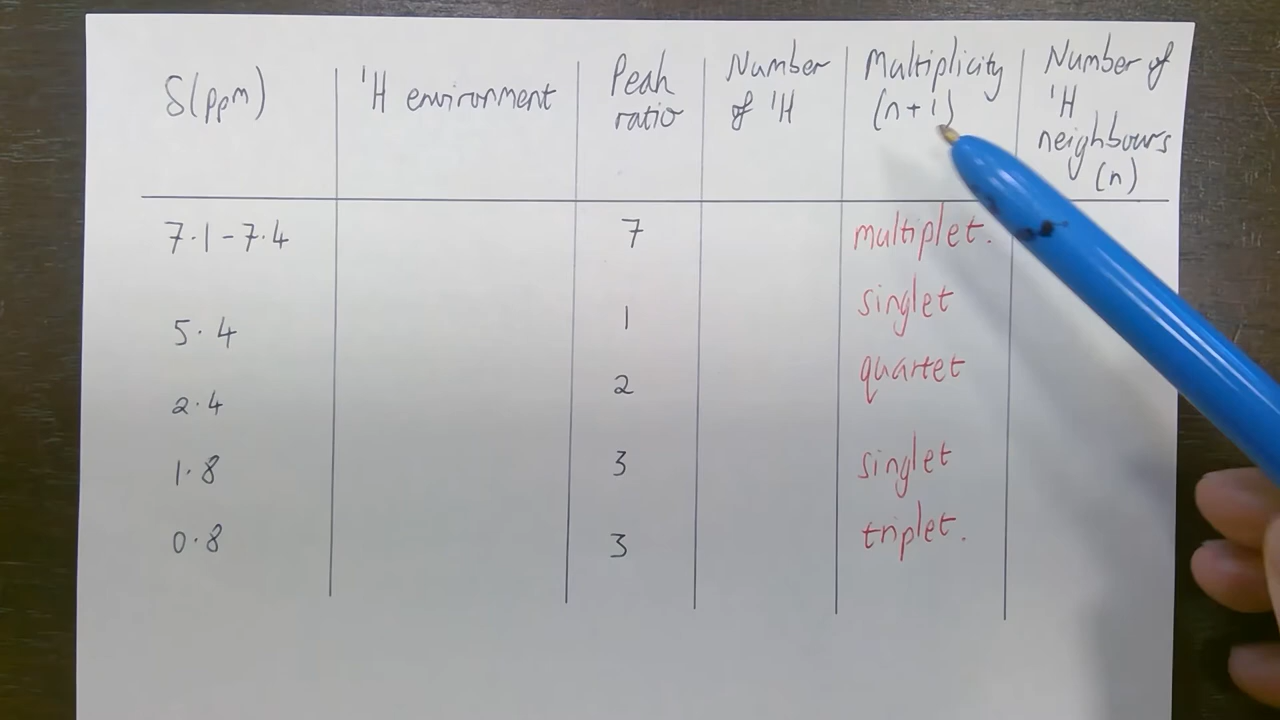 δ(ppm) ¹H environment Peak ratio Number of ¹H Multiplicity (n+1) Number of ¹H neighbours (n)
7.1-7.4 7 multiplet.
5.4 1 singlet
2.4 2 quartet
1.8 3 singlet
0.8 3 triplet.